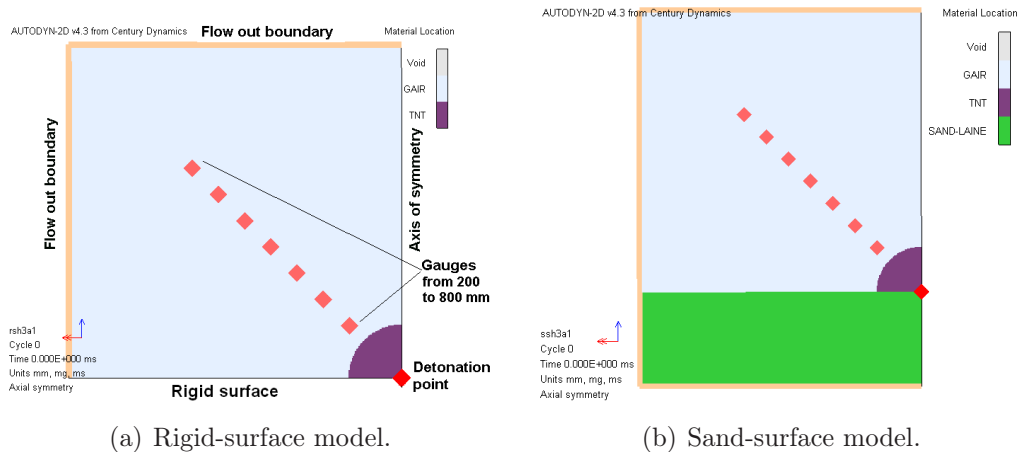 AUTODYN-2D v4.3 from Century Dynamics
Flow out boundary
Material Location
Void
GAIR
TNT
Flow out boundary
Axis of symmetry
Gauges
from 200
to 800 mm
rsh3a1
Cycle 0
Time 0.000E+000 ms
Units mm, mg, ms
Axial symmetry
Rigid surface
Detonation
point
(a) Rigid-surface model.
AUTODYN-2D v4.3 from Century Dynamics
Material Location
Void
GAIR
TNT
SAND-LAINE
ssh3a1
Cycle 0
Time 0.000E+000 ms
Units mm, mg, ms
Axial symmetry
(b) Sand-surface model.